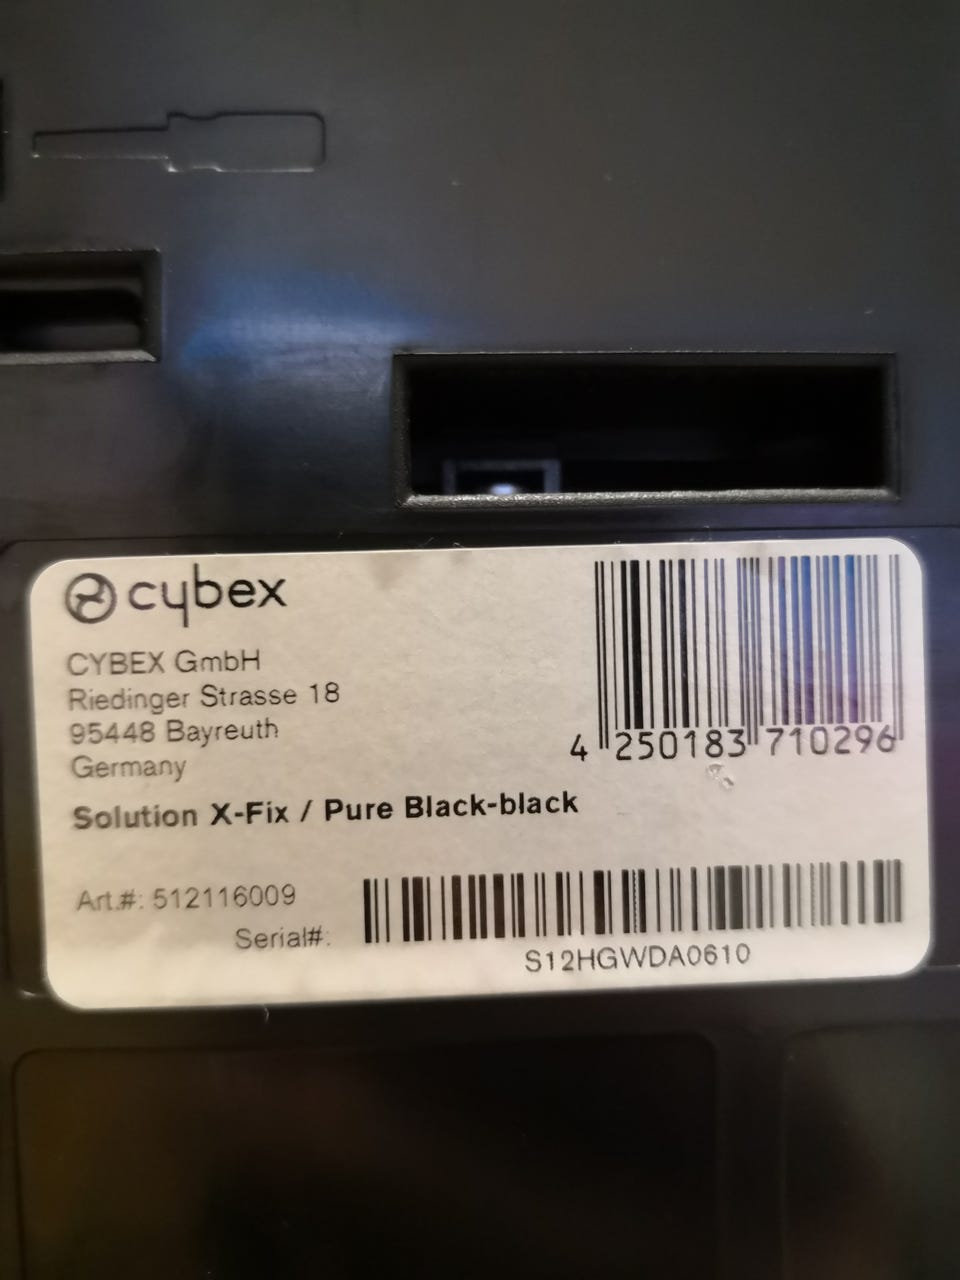 cybex
CYBEX GmbH
Riedinger Strasse 18
95448 Bayreuth
Germany
4 250183 710296
Solution X-Fix / Pure Black-black
Art.#: 512116009
Serial#:
S12HGWDA0610